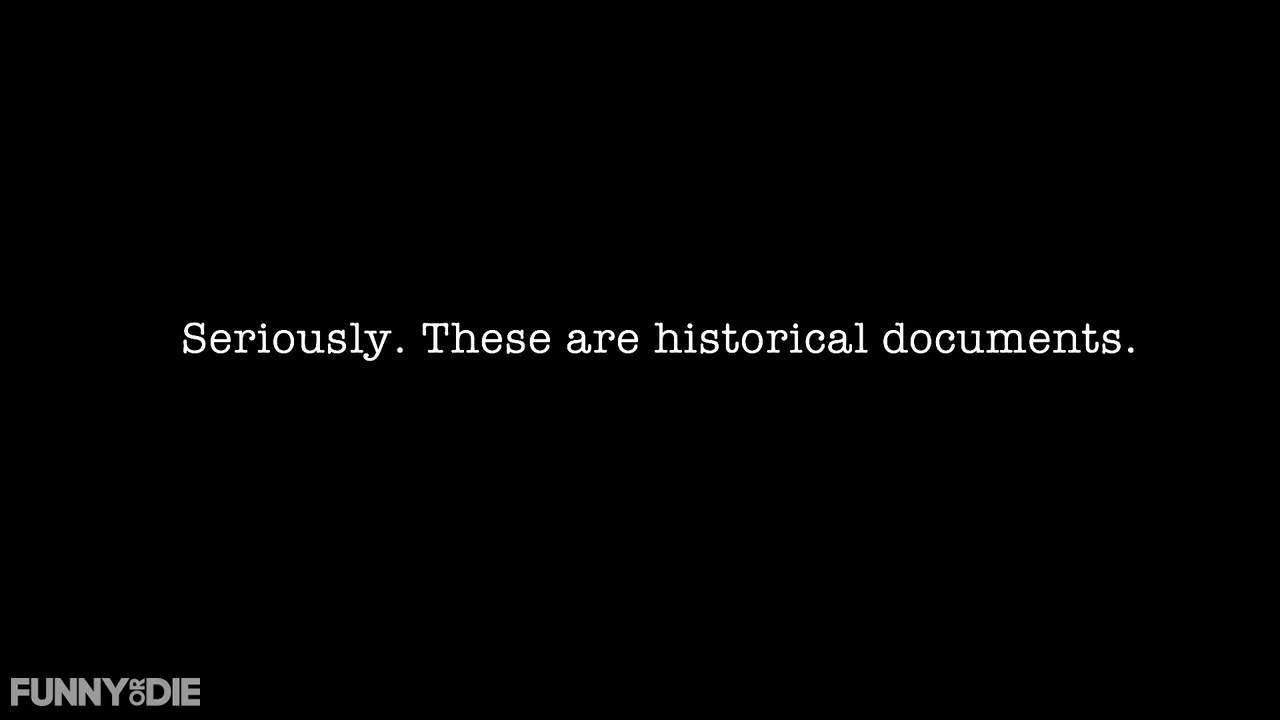 Seriously. These are historical documents.
FUNNY OR DIE